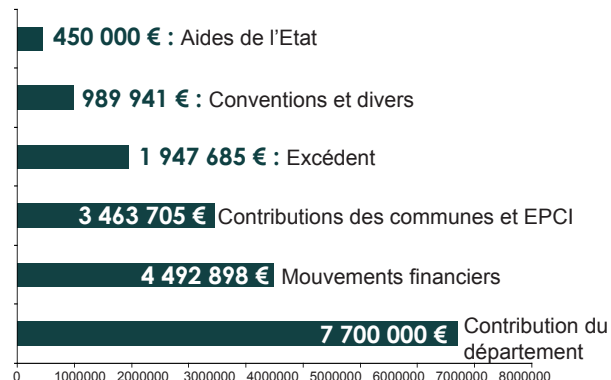 450 000 € : Aides de l'Etat
989 941 € : Conventions et divers
1 947 685 € : Excédent
3 463 705 € Contributions des communes et EPCI
4 492 898 € Mouvements financiers
7 700 000 € Contribution du
département
0 1000000 2000000 3000000 4000000 5000000 6000000 7000000 8000000